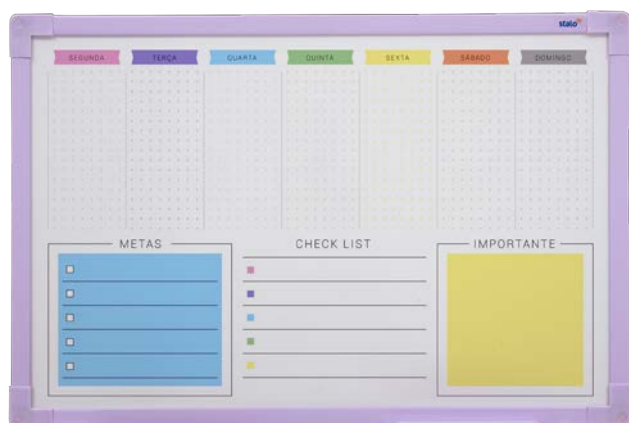 stalo
SEGUNDA TERÇA QUARTA QUINTA SEXTA SÁBADO DOMINGO
METAS CHECK LIST IMPORTANTE